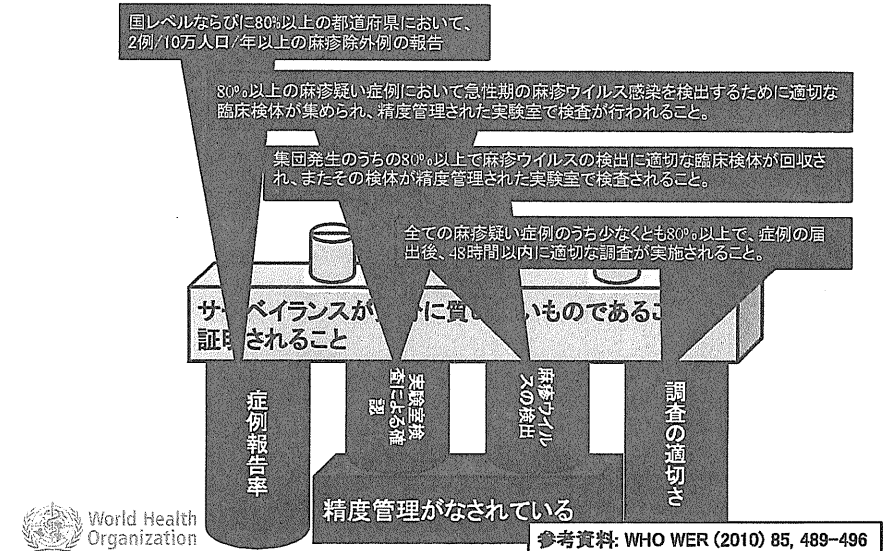 国レベルならびに80%以上の都道府県において、
2例/10万人口/年以上の麻疹除外例の報告
80%以上の麻疹疑い症例において急性期の麻疹ウイルス感染を検出するために適切な
臨床検体が集められ、精度管理された実験室で検査が行われること。
集団発生のうちの80%以上で麻疹ウイルスの検出に適切な臨床検体が回収さ
れ、またその検体が精度管理された実験室で検査されること。
全ての麻疹疑い症例のうち少なくとも80%以上で、症例の届
出後、48時間以内に適切な調査が実施されること。
サ ベイランスが に質 いものであるこ
証 されること
症例報告率
実験室検
査による確
認
麻疹ウイル
スの検出
調査の適切さ
精度管理がなされている
World Health
Organization
参考資料: WHO WER (2010) 85, 489-496